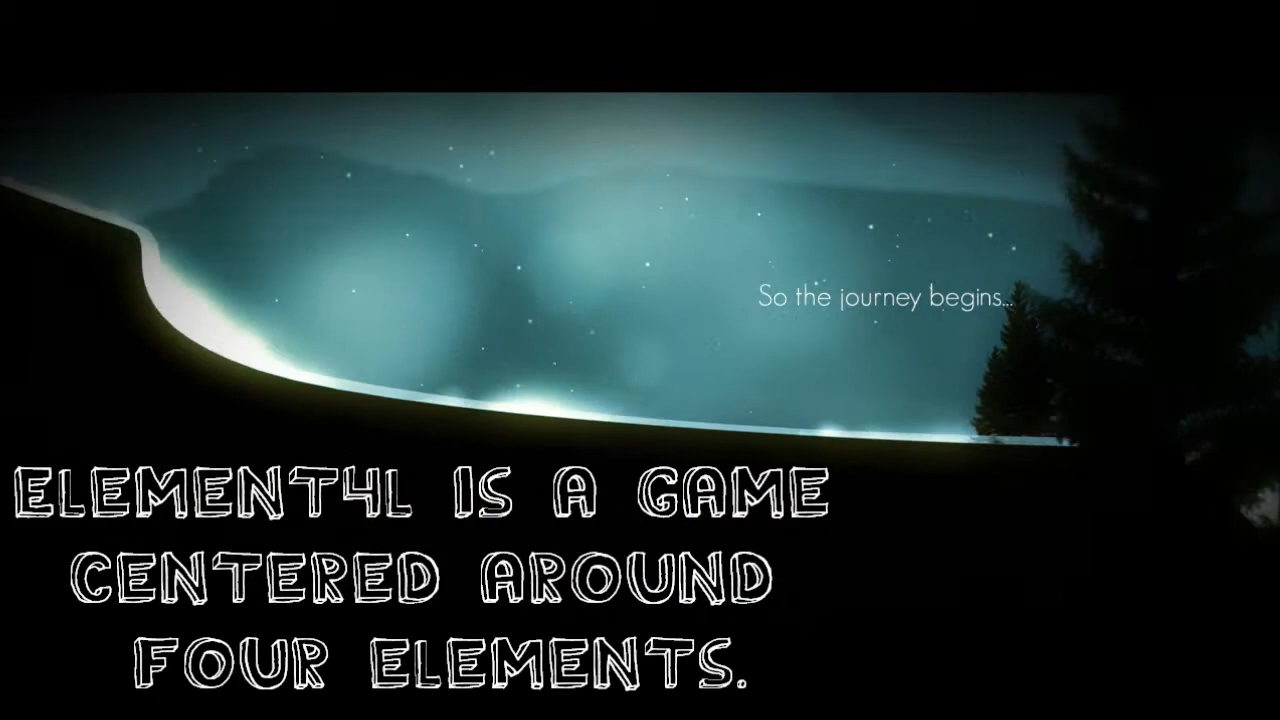 So the journey begins...
ELEMENT4L IS A GAME
CENTERED AROUND
FOUR ELEMENTS.